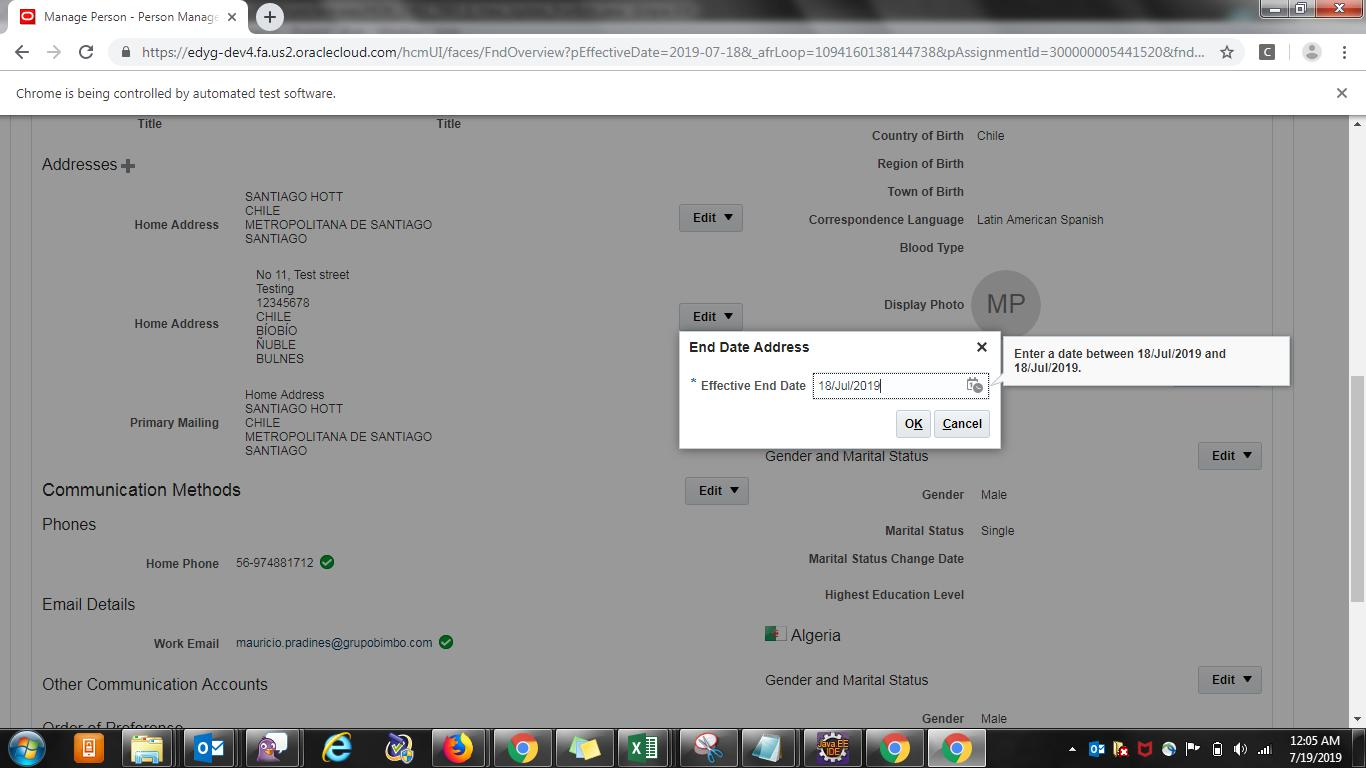 Manage Person - Person Manage
https://edyg-dev4.fa.us2.oraclecloud.com/hcmUI/faces/FndOverview?pEffectiveDate=2019-07-18&_afrLoop=1094160138144738&pAssignmentId=300000005441520&fnd...
C
Chrome is being controlled by automated test software.
Title
Title
Addresses
Home Address
SANTIAGO HOTT
CHILE
METROPOLITANA DE SANTIAGO
SANTIAGO
Edit
Home Address
No 11, Test street
Testing
12345678
CHILE
BÍOBÍO
ÑUBLE
BULNES
Edit
Primary Mailing
Home Address
SANTIAGO HOTT
CHILE
METROPOLITANA DE SANTIAGO
SANTIAGO
Communication Methods
Edit
Phones
Home Phone
56-974881712
Email Details
Work Email
mauricio.pradines@grupobimbo.com
Other Communication Accounts
Order of Preference
Country of Birth
Chile
Region of Birth
Town of Birth
Correspondence Language
Latin American Spanish
Blood Type
Display Photo
MP
End Date Address
* Effective End Date
18/Jul/2019
OK
Cancel
Enter a date between 18/Jul/2019 and
18/Jul/2019.
Gender and Marital Status
Edit
Gender
Male
Marital Status
Single
Marital Status Change Date
Highest Education Level
Algeria
Gender and Marital Status
Edit
Gender
Male
Java EE
IDE
12:05 AM
7/19/2019